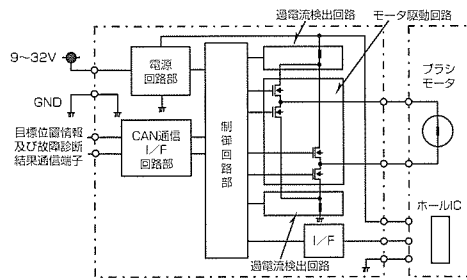 過電流検出回路
モータ駆動回路
9〜32V
電源
回路部
GND
目標位置情報
及び故障診断
結果通信端子
CAN通信
I/F
回路部
制御回路部
ブラシ
モータ
ホールIC
I/F
過電流検出回路